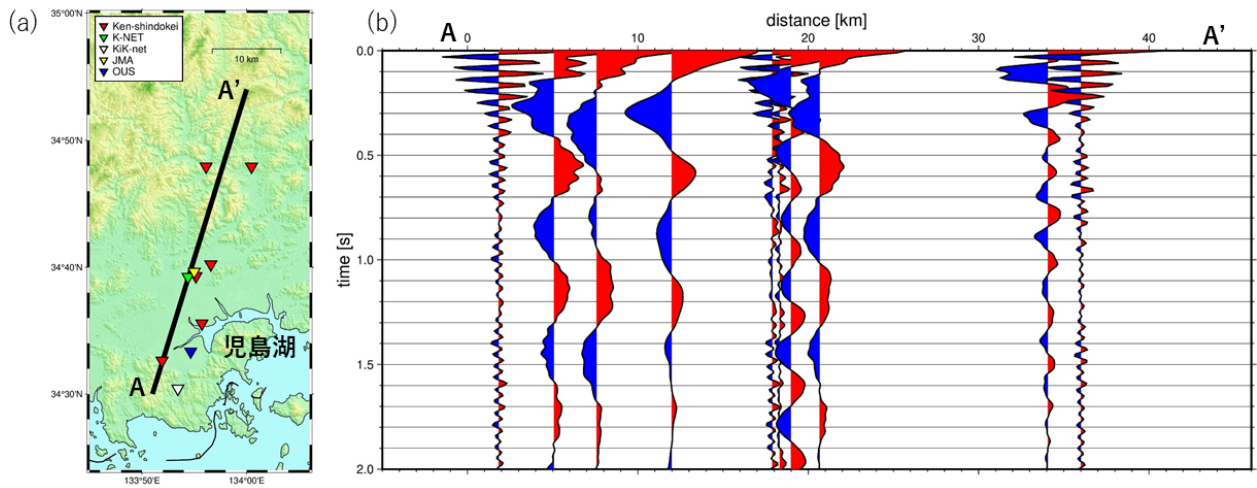 (a)
35°00'N
34°50'N
34°40'N
34°30'N
133°50'E
134°00'E
Ken-shindokei
K-NET
KiK-net
JMA
OUS
10 km
A'
児島湖
A
(b)
distance [km]
A
A'
0
10
20
30
40
time [s]
0.0
0.5
1.0
1.5
2.0